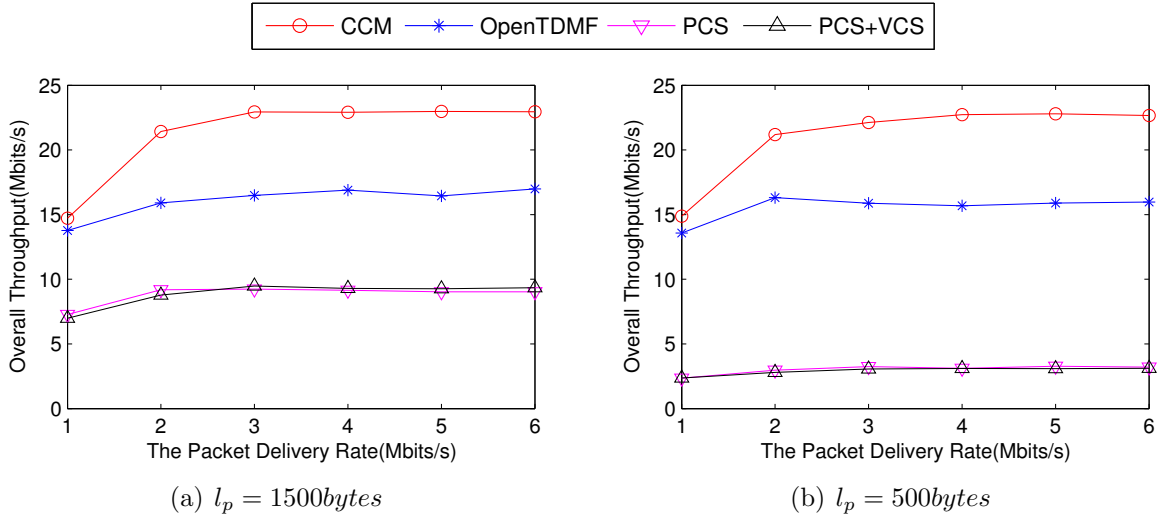 CCM OpenTDMF PCS PCS+VCS
25
20
15
10
5
0
1 2 3 4 5 6
Overall Throughput(Mbits/s)
The Packet Delivery Rate(Mbits/s)
(a) l_p = 1500bytes
25
20
15
10
5
0
1 2 3 4 5 6
Overall Throughput(Mbits/s)
The Packet Delivery Rate(Mbits/s)
(b) l_p = 500bytes